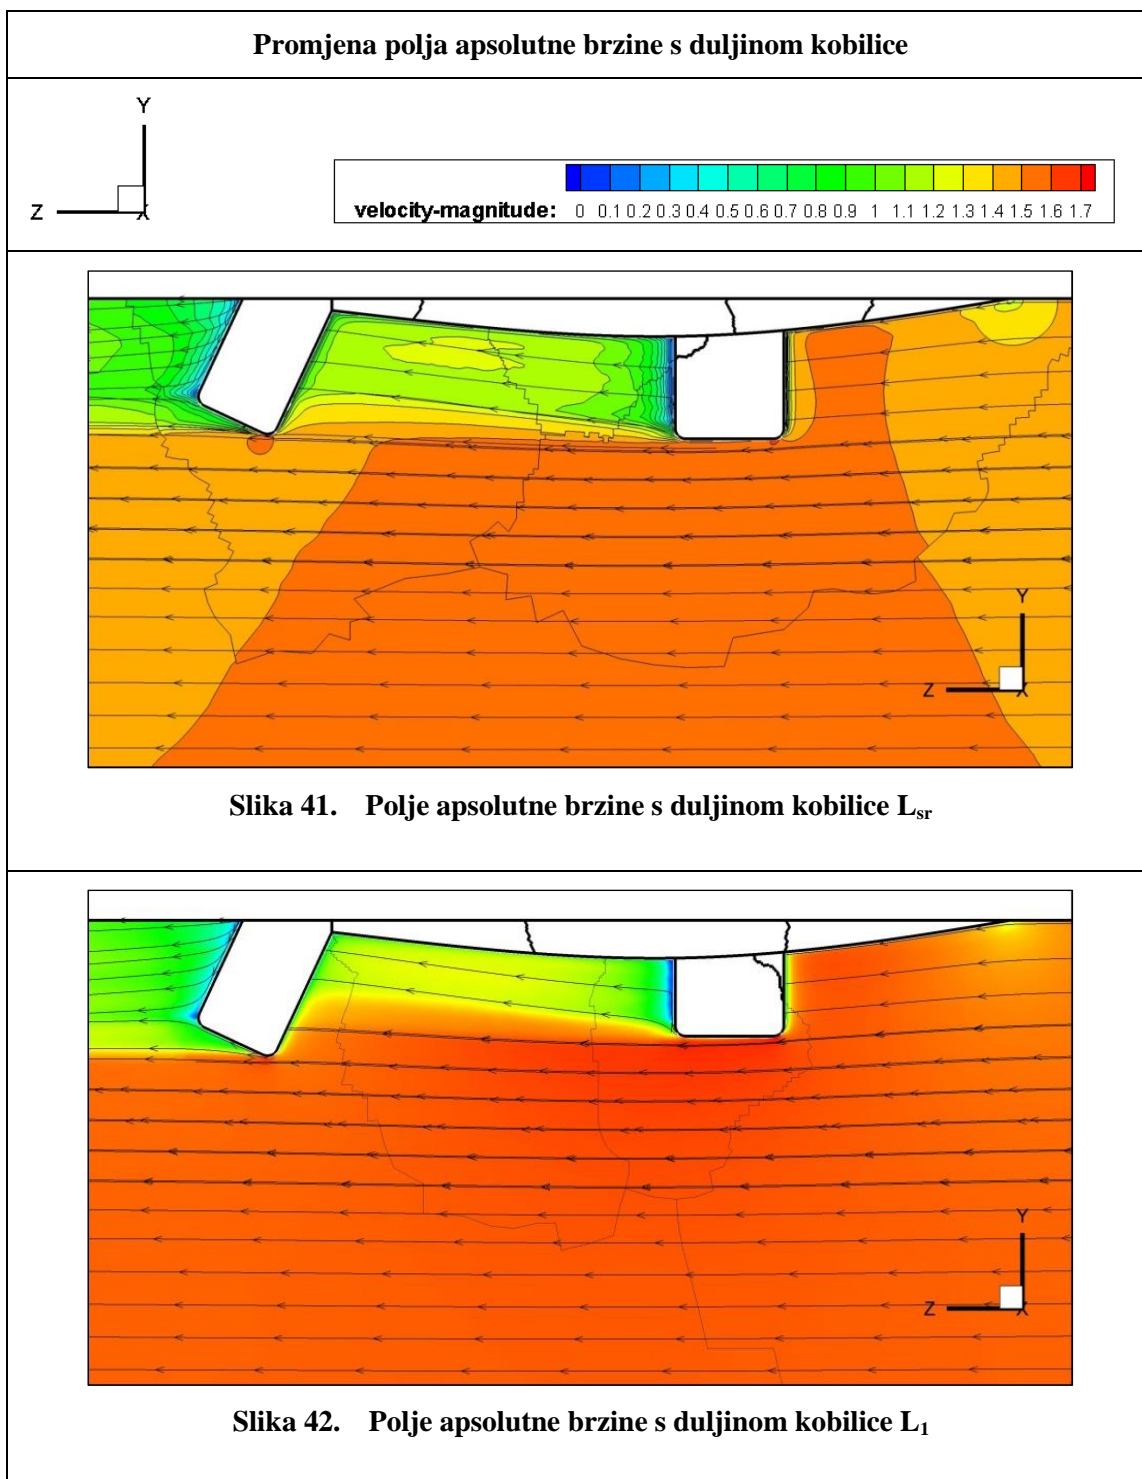 Promjena polja apsolutne brzine s duljinom kobilice
Y
Z
X
velocity-magnitude: 0 0.1 0.2 0.3 0.4 0.5 0.6 0.7 0.8 0.9 1 1.1 1.2 1.3 1.4 1.5 1.6 1.7
Y
Z
X
Slika 41. Polje apsolutne brzine s duljinom kobilice Lsr
Y
Z
X
Slika 42. Polje apsolutne brzine s duljinom kobilice L1